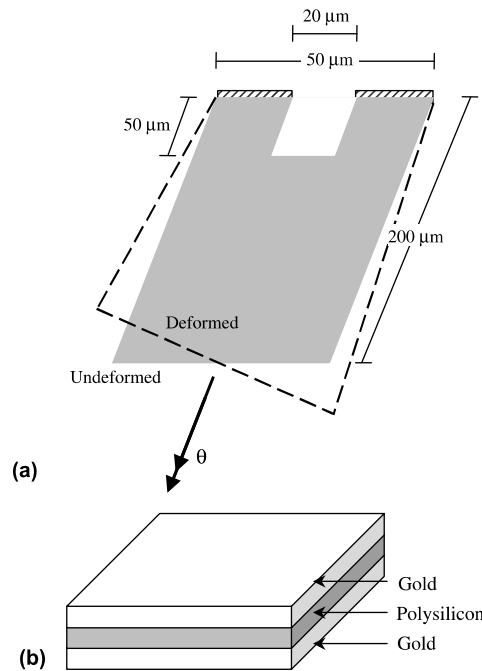 20 µm
50 µm
50 µm
200 µm
Deformed
Undeformed
θ
(a)
Gold
Polysilicon
Gold
(b)